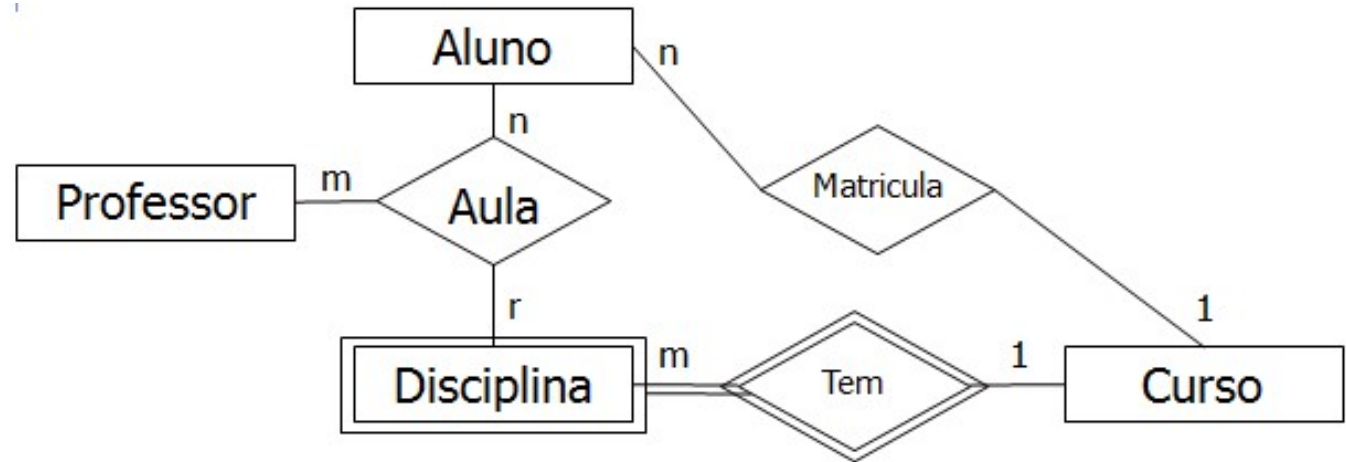 Aluno
n
n
Professor
m
Aula
Matricula
r
1
Disciplina
m
Tem
1
Curso